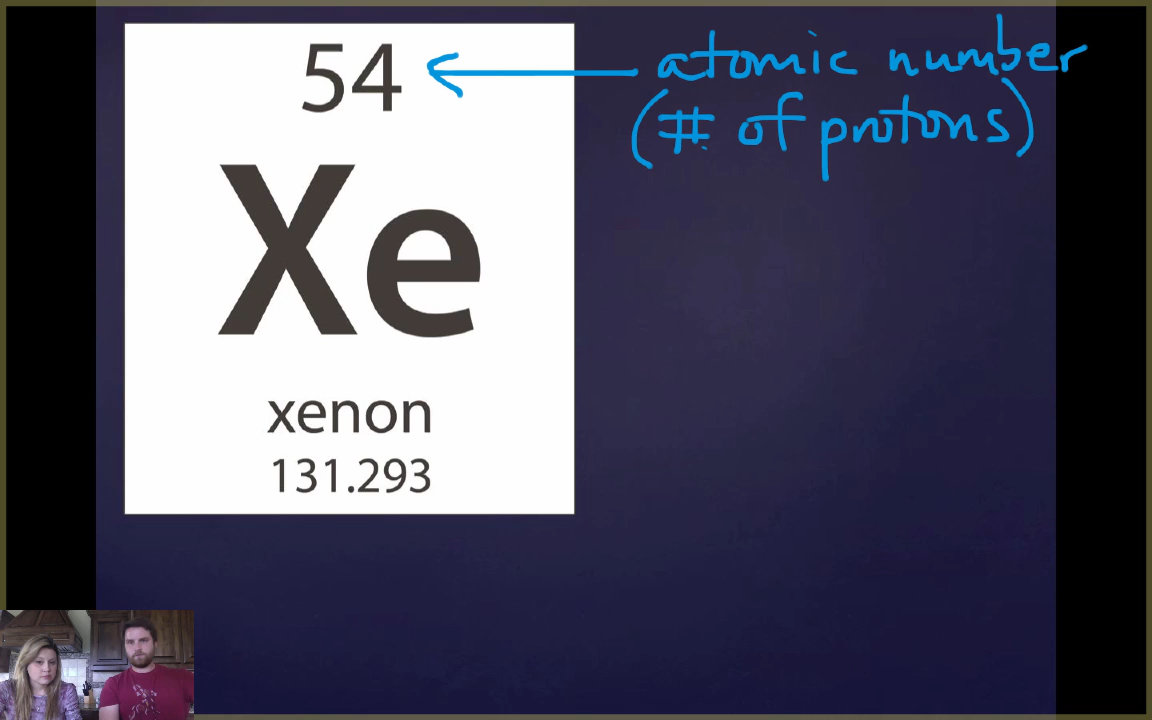 54
atomic number
(# of protons)
Xe
xenon
131.293